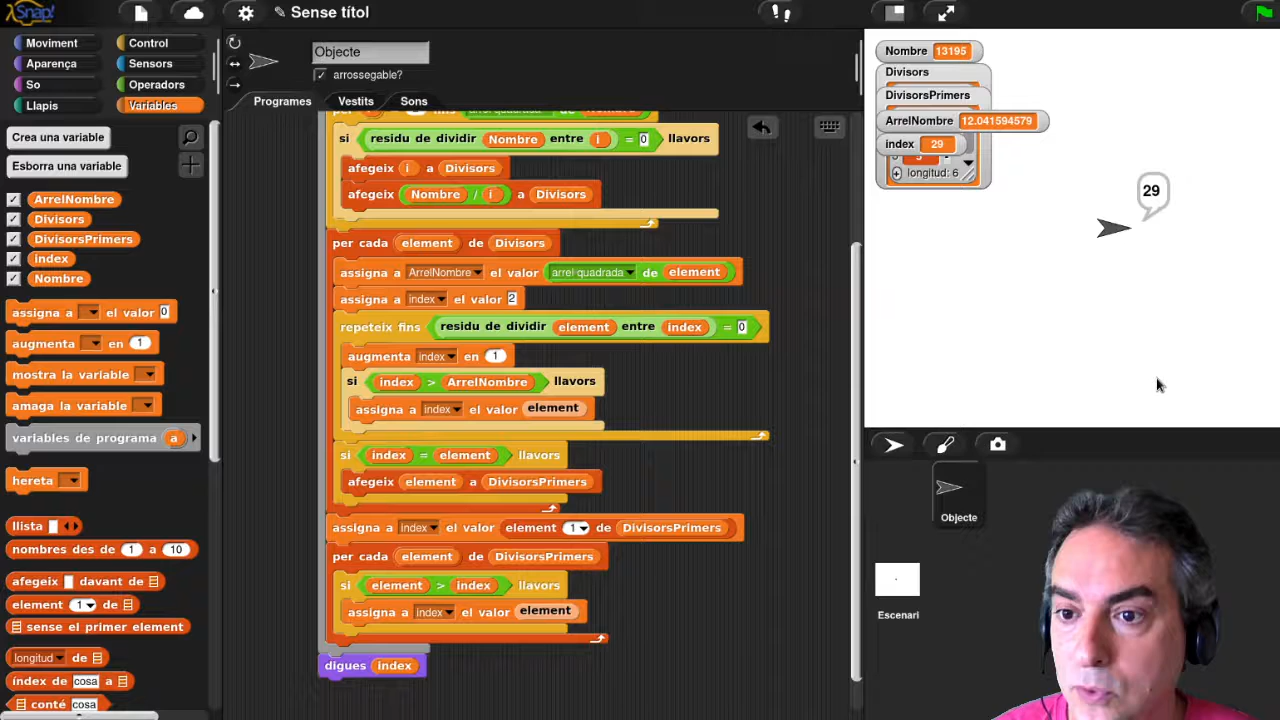 Snap!
Sense títol
Moviment
Control
Aparença
Sensors
So
Operadors
Llapis
Variables
Crea una variable
Esborra una variable
ArrelNombre
Divisors
DivisorsPrimers
index
Nombre
assigna a el valor 0
augmenta en 1
mostra la variable
amaga la variable
variables de programa a
hereta
llista
nombres des de 1 a 10
afegeix davant de
element 1 de
sense el primer element
longitud de
índex de cosa a
conté cosa
Objecte
arrossegable?
Programes
Vestits
Sons
si residu de dividir Nombre entre i = 0 llavors
afegeix i a Divisors
afegeix Nombre / i a Divisors
per cada element de Divisors
assigna a ArrelNombre el valor arrel quadrada de element
assigna a index el valor 2
repeteix fins residu de dividir element entre index = 0
augmenta index en 1
si index > ArrelNombre llavors
assigna a index el valor element
si index = element llavors
afegeix element a DivisorsPrimers
assigna a index el valor element 1 de DivisorsPrimers
per cada element de DivisorsPrimers
si element > index llavors
assigna a index el valor element
digues index
Nombre 13195
Divisors
DivisorsPrimers
ArrelNombre 12.041594579
index 29
longitud: 6
29
Objecte
Escenari